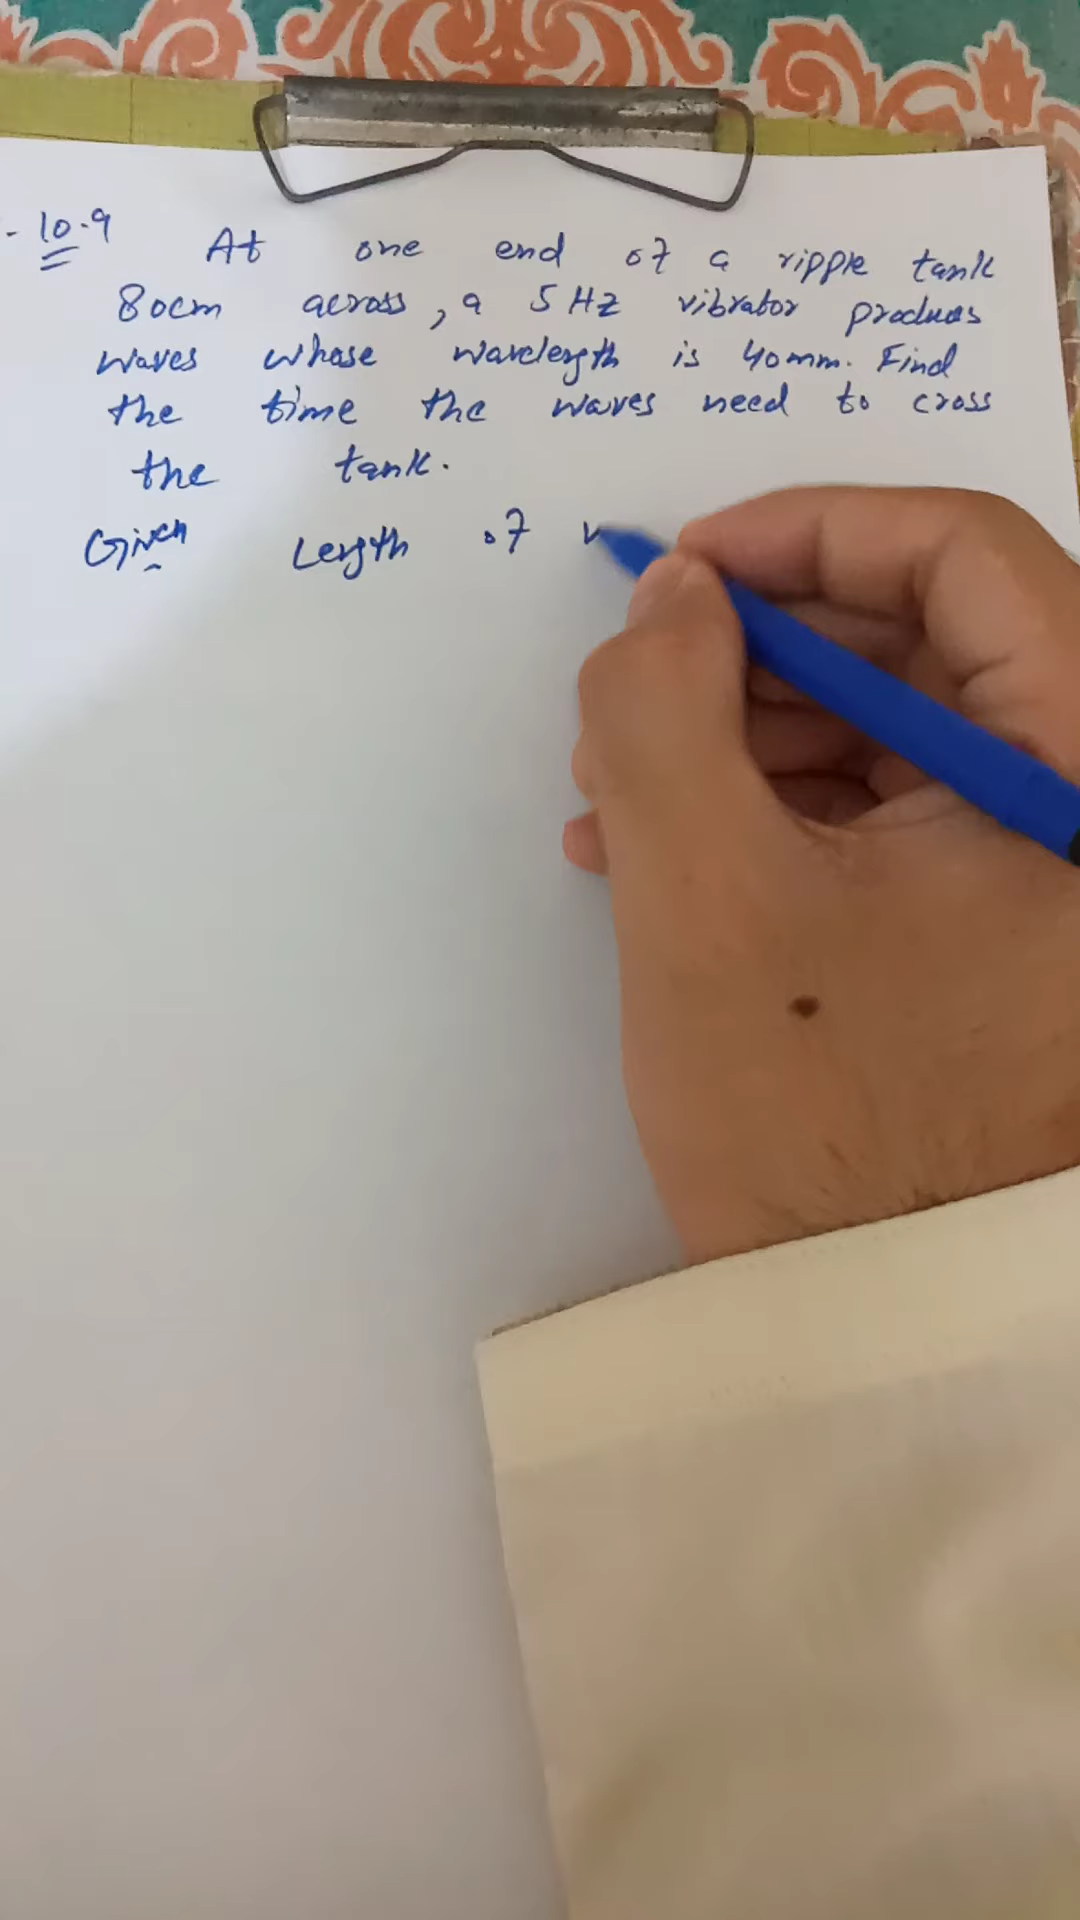 - 10.9 At one end of a ripple tank
80cm across, a 5 Hz vibrator produces
waves whose wavelength is 40mm. Find
the time the waves need to cross
the tank.
Given Length of